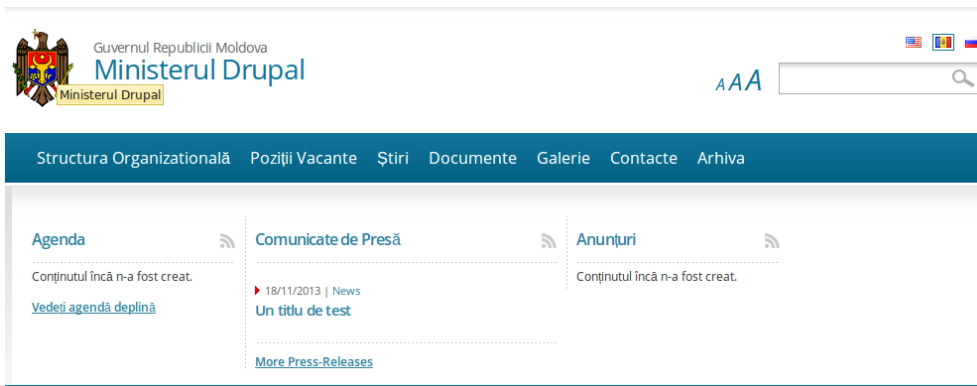 Guvernul Republicii Moldova
Ministerul Drupal
Ministerul Drupal
A A A
Structura Organizatională Poziții Vacante Știri Documente Galerie Contacte Arhiva
Agenda
Conținutul încă n-a fost creat.
Vedeți agendă deplină
Comunicate de Presă
18/11/2013 | News
Un titlu de test
More Press-Releases
Anunțuri
Conținutul încă n-a fost creat.